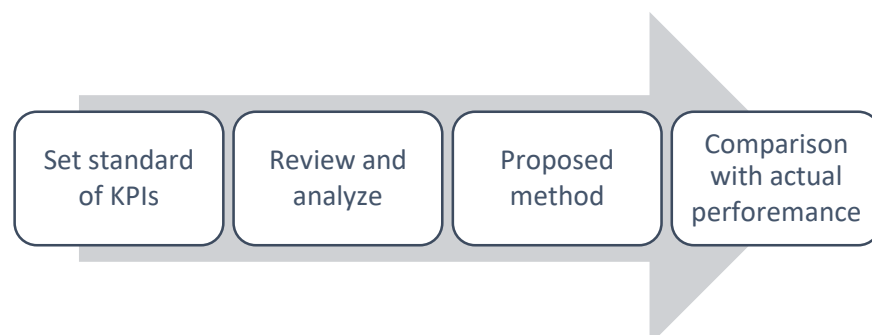 Set standard
of KPIs
Review and
analyze
Proposed
method
Comparison
with actual
perforemance